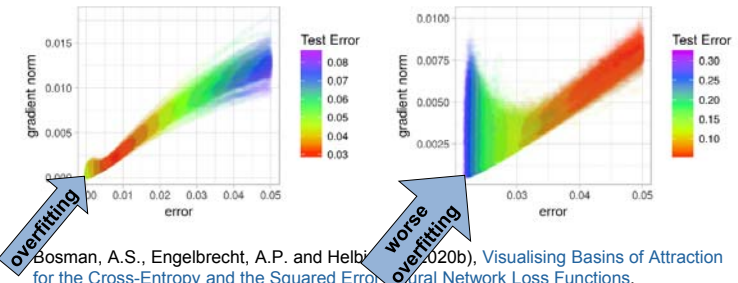 0.015
0.010
0.005
0.000
gradient norm
0.01 0.02 0.03 0.04 0.05
error
Test Error
0.08
0.07
0.06
0.05
0.04
0.03
overfitting
0.0100
0.0075
0.0050
0.0025
gradient norm
0.03 0.04 0.05
error
Test Error
0.30
0.25
0.20
0.15
0.10
worse
overfitting
Bosman, A.S., Engelbrecht, A.P. and 2020b), Visualising Basins of Attraction
for the Cross-Entropy and the Squared Error Network Loss Functions.